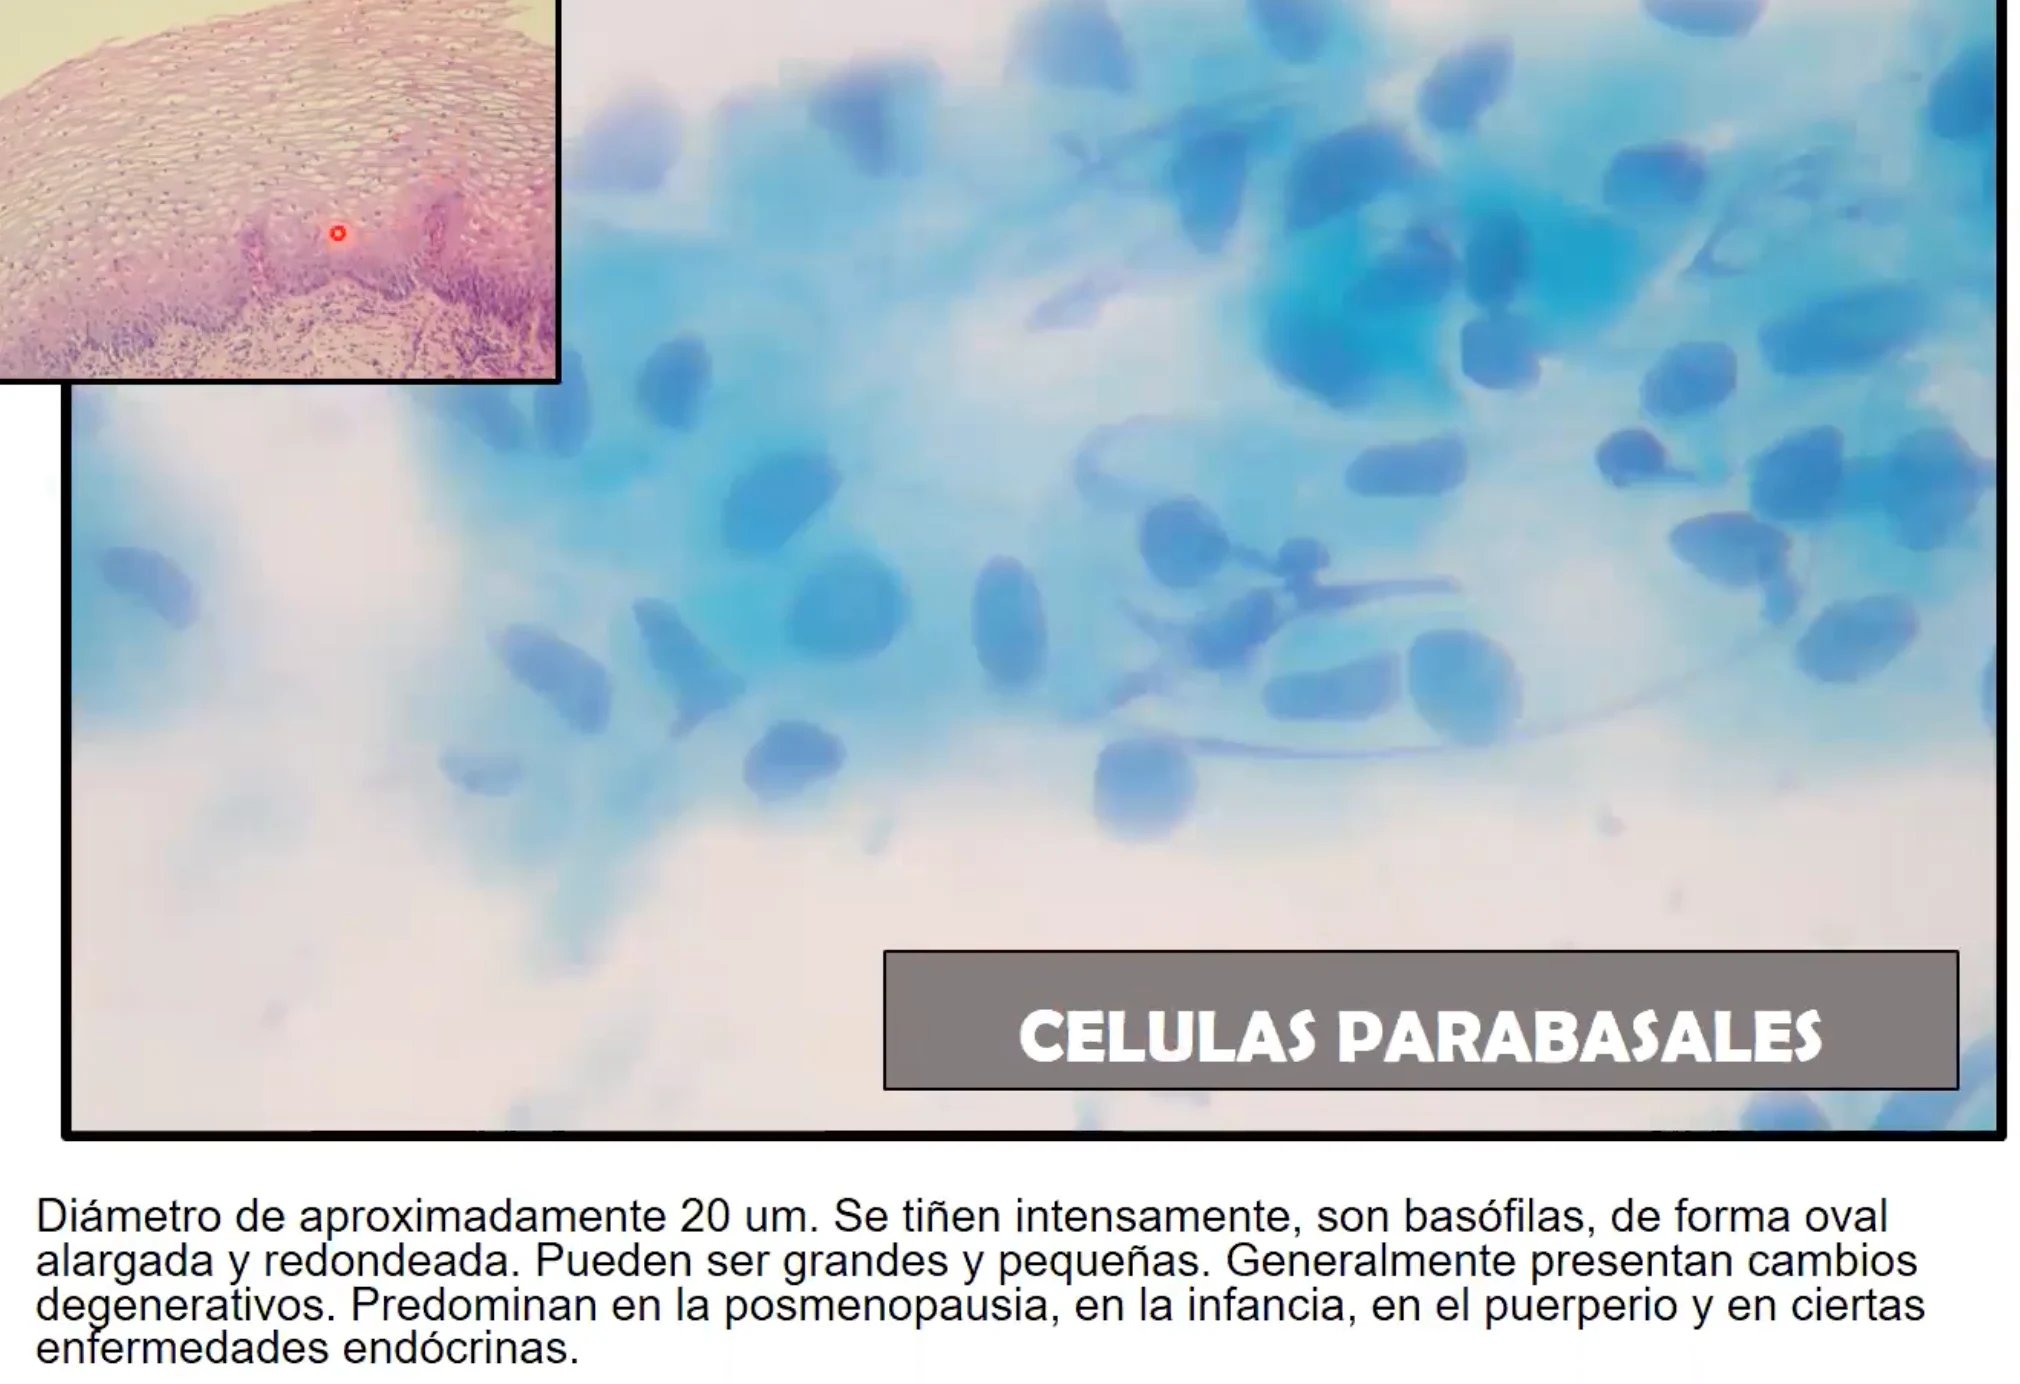 CELULAS PARABASALES
Diámetro de aproximadamente 20 um. Se tiñen intensamente, son basófilas, de forma oval
alargada y redondeada. Pueden ser grandes y pequeñas. Generalmente presentan cambios
degenerativos. Predominan en la posmenopausia, en la infancia, en el puerperio y en ciertas
enfermedades endócrinas.